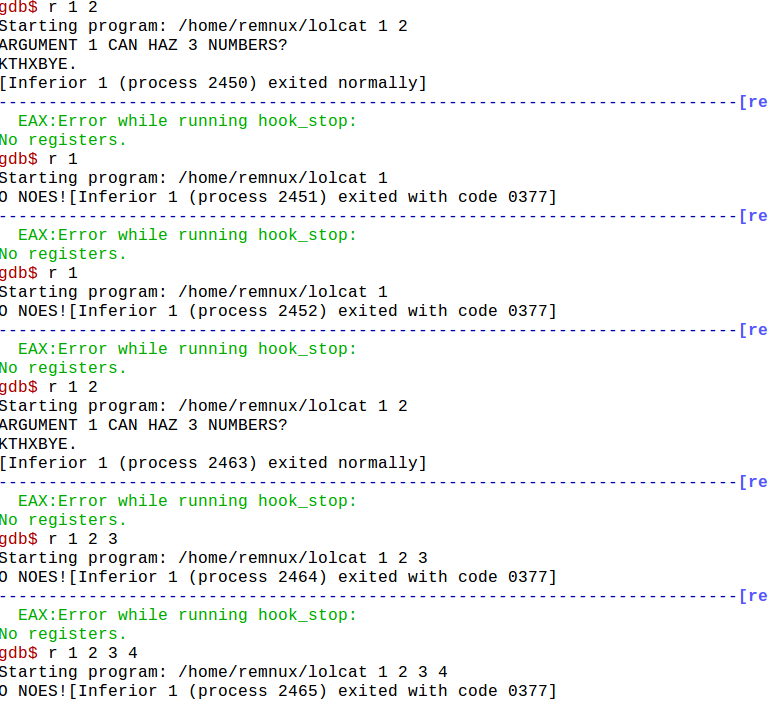 gdb$ r 1 2
Starting program: /home/remnux/lolcat 1 2
ARGUMENT 1 CAN HAZ 3 NUMBERS?
KTHXBYE.
[Inferior 1 (process 2450) exited normally]
--------------------------------------------------------------------------[re
EAX:Error while running hook_stop:
No registers.
gdb$ r 1
Starting program: /home/remnux/lolcat 1
O NOES![Inferior 1 (process 2451) exited with code 0377]
--------------------------------------------------------------------------[re
EAX:Error while running hook_stop:
No registers.
gdb$ r 1
Starting program: /home/remnux/lolcat 1
O NOES![Inferior 1 (process 2452) exited with code 0377]
--------------------------------------------------------------------------[re
EAX:Error while running hook_stop:
No registers.
gdb$ r 1 2
Starting program: /home/remnux/lolcat 1 2
ARGUMENT 1 CAN HAZ 3 NUMBERS?
KTHXBYE.
[Inferior 1 (process 2463) exited normally]
--------------------------------------------------------------------------[re
EAX:Error while running hook_stop:
No registers.
gdb$ r 1 2 3
Starting program: /home/remnux/lolcat 1 2 3
O NOES![Inferior 1 (process 2464) exited with code 0377]
--------------------------------------------------------------------------[re
EAX:Error while running hook_stop:
No registers.
gdb$ r 1 2 3 4
Starting program: /home/remnux/lolcat 1 2 3 4
O NOES![Inferior 1 (process 2465) exited with code 0377]